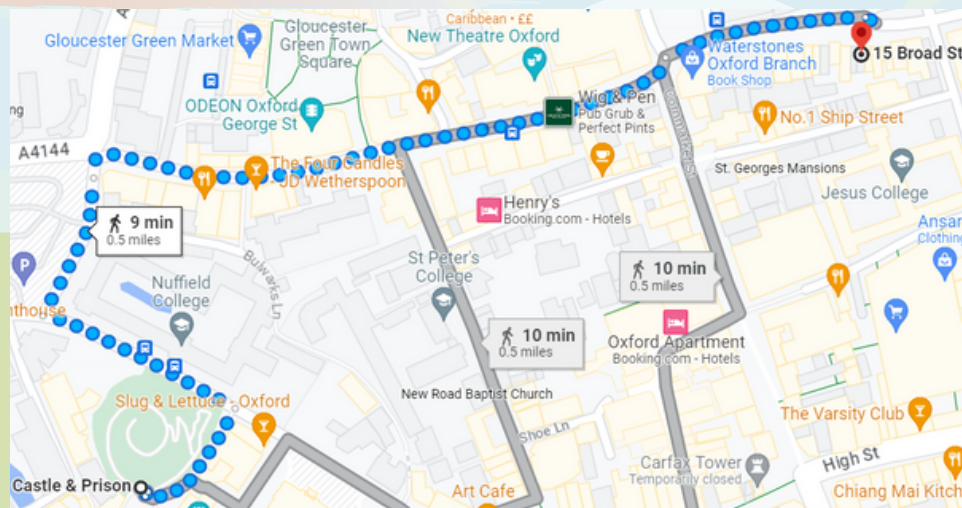 Gloucester Green Market
Gloucester
Green Town
Square
Caribbean • ££
New Theatre Oxford
Waterstones
Oxford Branch
Book Shop
15 Broad St
ODEON Oxford
George St
Wig & Pen
Pub Grub &
Perfect Pints
No.1 Ship Street
Cornmarket St
A4144
The Four Candles
- JD Wetherspoon
St. Georges Mansions
Jesus College
Henry's
Booking.com - Hotels
9 min
0.5 miles
Bulwarks Ln
St Peter's
College
10 min
0.5 miles
Clothing
P
Nuffield
College
10 min
0.5 miles
Oxford Apartment
Booking.com - Hotels
New Road Baptist Church
Slug & Lettuce - Oxford
Shoe Ln
The Varsity Club
High St
Carfax Tower
Temporarily closed
Castle & Prison
Art Cafe
Chiang Mai Kitch